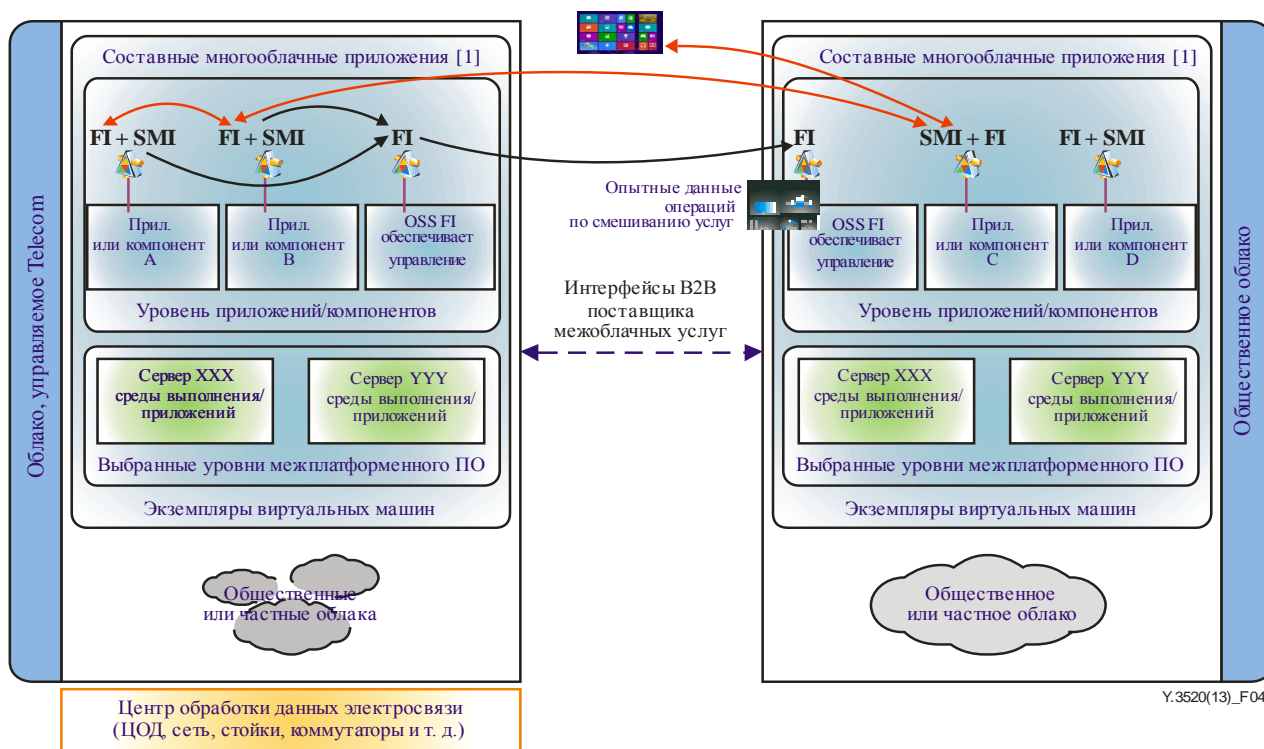 Облако, управляемое Telecom
Составные многооблачные приложения [1]
FI + SMI
FI + SMI
FI
Прил.
или компонент
A
Прил.
или компонент
B
OSS FI
обеспечивает
управление
Уровень приложений/компонентов
Сервер XXX
среды выполнения/
приложений
Сервер YYY
среды выполнения/
приложений
Выбранные уровни межплатформенного ПО
Экземпляры виртуальных машин
Общественные
или частные облака
Центр обработки данных электросвязи
(ЦОД, сеть, стойки, коммутаторы и т. д.)
Опытные данные
операций
по смешиванию услуг
Интерфейсы B2B
поставщика
межоблачных услуг
Составные многооблачные приложения [1]
FI
SMI + FI
FI + SMI
OSS FI
обеспечивает
управление
Прил.
или компонент
C
Прил.
или компонент
D
Уровень приложений/компонентов
Сервер XXX
среды выполнения/
приложений
Сервер YYY
среды выполнения/
приложений
Выбранные уровни межплатформенного ПО
Экземпляры виртуальных машин
Общественное
или частное облако
Общественное облако
Y.3520(13)_F04